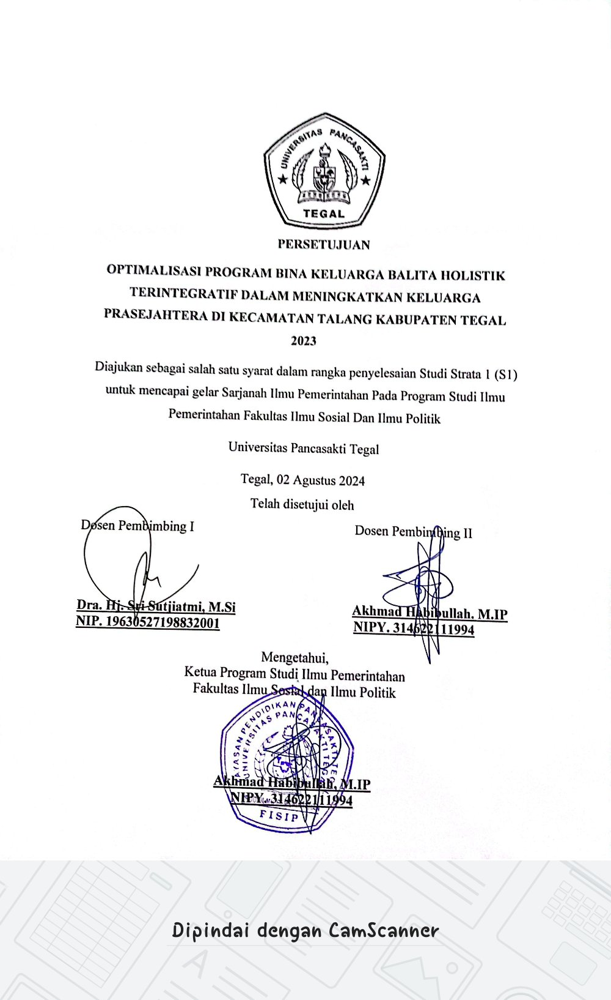 UNIVERSITAS PANCASAKTI
TEGAL
PERSETUJUAN
OPTIMALISASI PROGRAM BINA KELUARGA BALITA HOLISTIK
TERINTEGRATIF DALAM MENINGKATKAN KELUARGA
PRASEJAHTERA DI KECAMATAN TALANG KABUPATEN TEGAL
2023
Diajukan sebagai salah satu syarat dalam rangka penyelesaian Studi Strata 1 (S1)
untuk mencapai gelar Sarjanah Ilmu Pemerintahan Pada Program Studi Ilmu
Pemerintahan Fakultas Ilmu Sosial Dan Ilmu Politik
Universitas Pancasakti Tegal
Tegal, 02 Agustus 2024
Telah disetujui oleh
Dosen Pembimbing I
Dosen Pembimbing II
Dra. Hj. Sri Sutjiatmi, M.Si
NIP. 19630527198832001
Akhmad Habibullah. M.IP
NIPY. 314622111994
Mengetahui,
Ketua Program Studi Ilmu Pemerintahan
Fakultas Ilmu Sosial dan Ilmu Politik
YAYASAN PENDIDIKAN PANCASAKTI TEG
UNIVERSITAS PANCASAKTI TEGAL
Akhmad Habibullah, M.IP
NIPY. 314622111994
FISIP
Dipindai dengan CamScanner